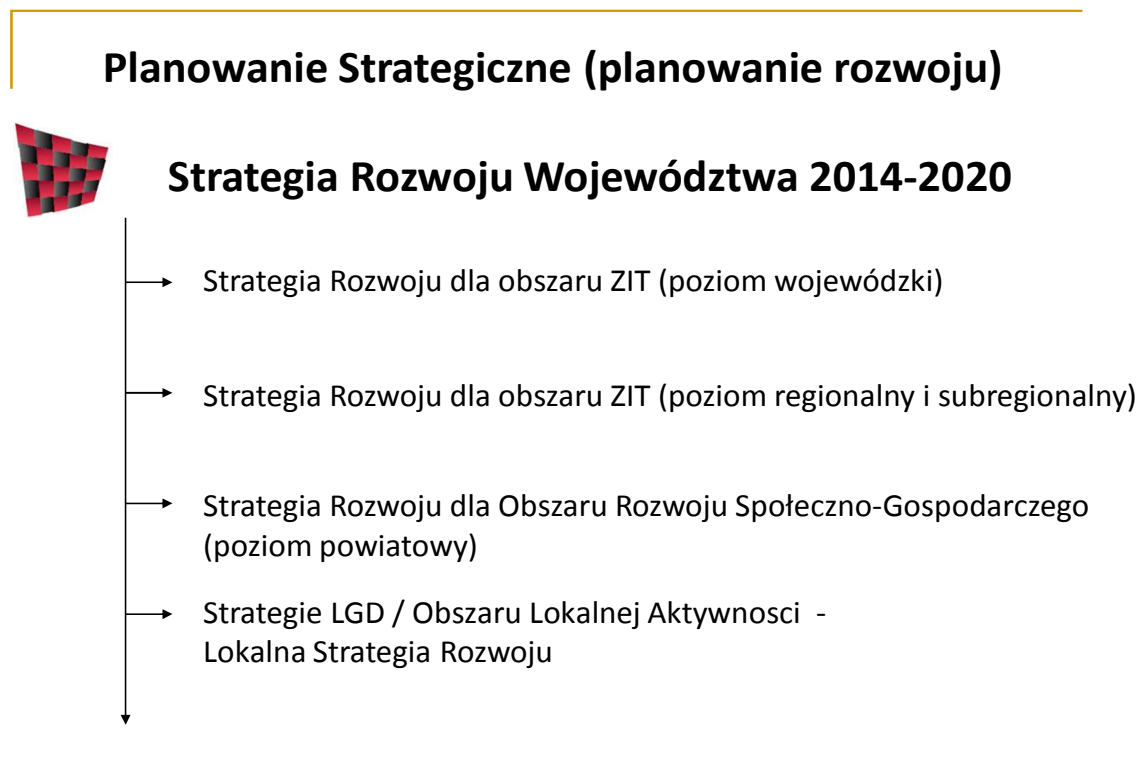 Planowanie Strategiczne (planowanie rozwoju)
Strategia Rozwoju Województwa 2014-2020
Strategia Rozwoju dla obszaru ZIT (poziom wojewódzki)
Strategia Rozwoju dla obszaru ZIT (poziom regionalny i subregionalny)
Strategia Rozwoju dla Obszaru Rozwoju Społeczno-Gospodarczego
(poziom powiatowy)
Strategie LGD / Obszaru Lokalnej Aktywnosci -
Lokalna Strategia Rozwoju